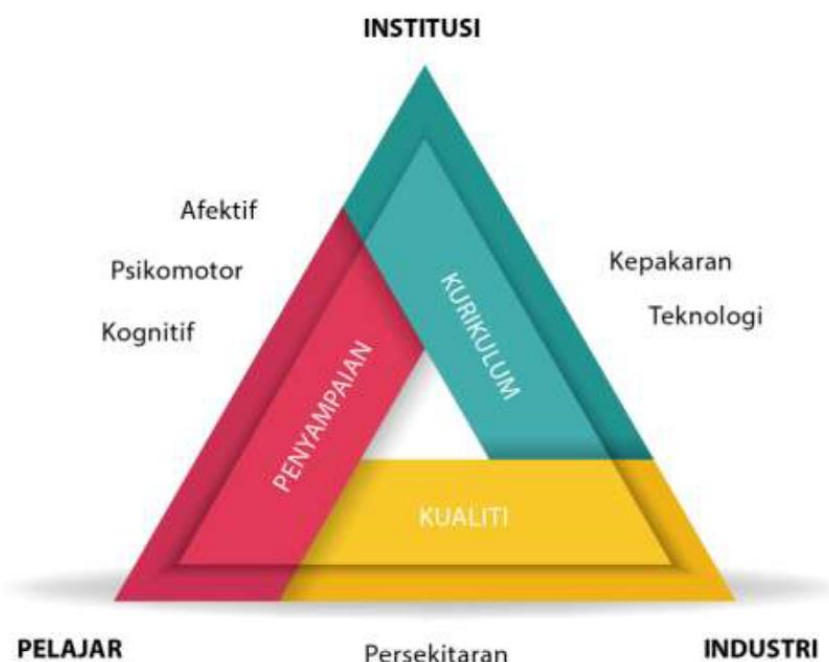 INSTITUSI
Afektif
Psikomotor
Kognitif
Kepakaran
Teknologi
KURIKULUM
PENYAMPAIAN
KUALITI
PELAJAR
Persekitaran
INDUSTRI